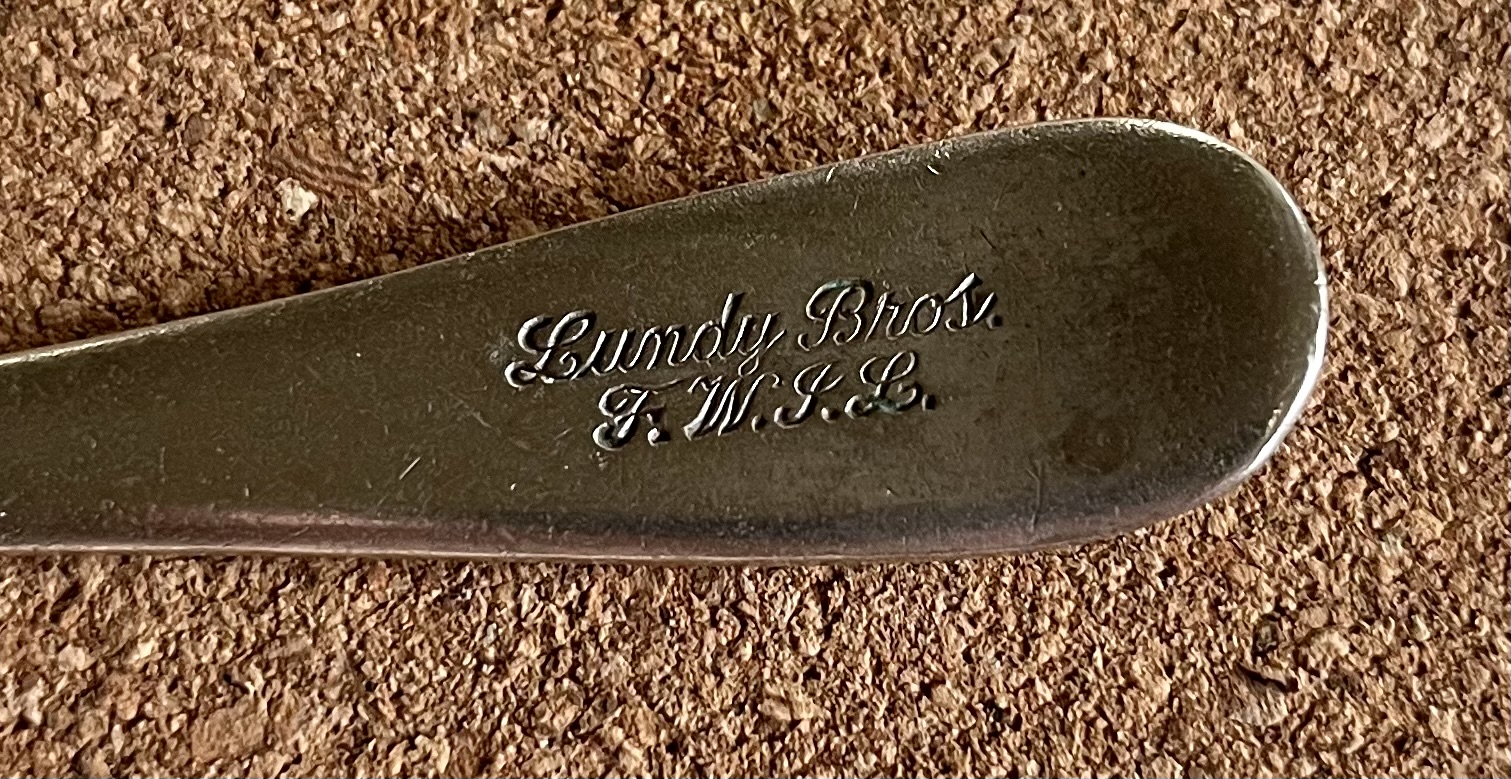 Lundy Bros.
F. W. I. L.